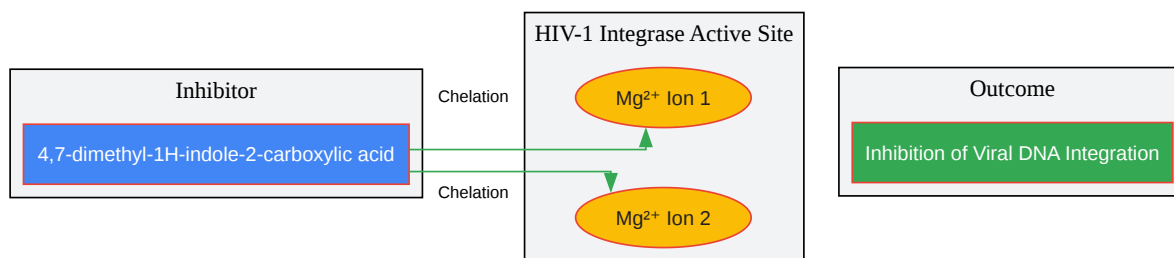 Inhibitor
4,7-dimethyl-1H-indole-2-carboxylic acid
Chelation
Chelation
HIV-1 Integrase Active Site
Mg²⁺ Ion 1
Mg²⁺ Ion 2
Outcome
Inhibition of Viral DNA Integration